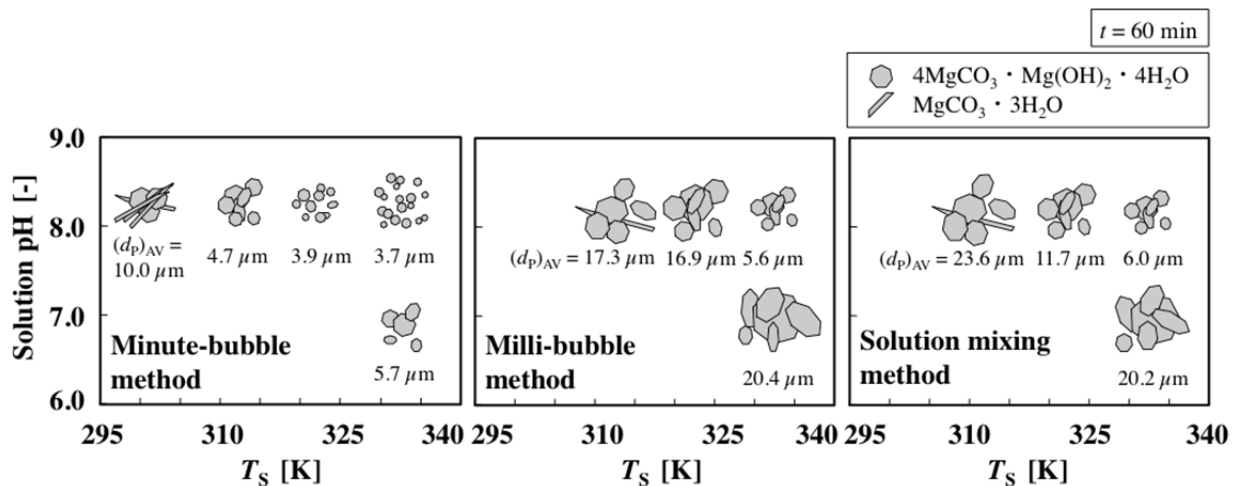 t = 60 min
4MgCO₃・Mg(OH)₂・4H₂O
MgCO₃・3H₂O
Solution pH [-]
9.0
8.0
7.0
6.0
(dₚ)AV =
10.0 µm
4.7 µm
3.9 µm
3.7 µm
5.7 µm
Minute-bubble
method
295
310
325
340
Tₛ [K]
(dₚ)AV = 17.3 µm
16.9 µm
5.6 µm
20.4 µm
Milli-bubble
method
295
310
325
340
Tₛ [K]
(dₚ)AV = 23.6 µm
11.7 µm
6.0 µm
20.2 µm
Solution mixing
method
295
310
325
340
Tₛ [K]